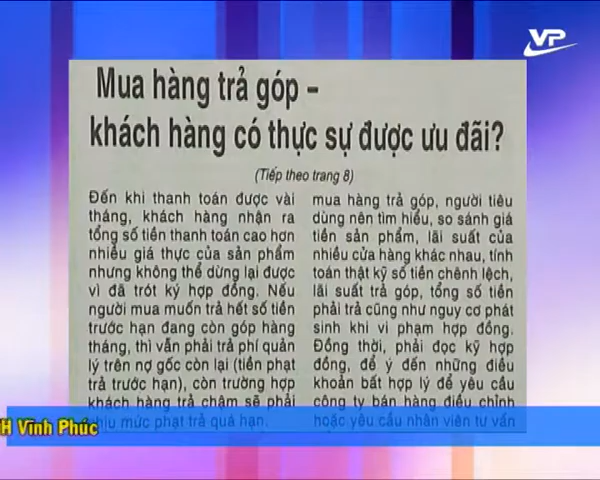 VP
Mua hàng trả góp –
khách hàng có thực sự được ưu đãi?
(Tiếp theo trang 8)
Đến khi thanh toán được vài
tháng, khách hàng nhận ra
tổng số tiền thanh toán cao hơn
nhiều giá thực của sản phẩm
nhưng không thể dừng lại được
vì đã trót ký hợp đồng. Nếu
người mua muốn trả hết số tiền
trước hạn đang còn góp hàng
tháng, thì vẫn phải trả phí quản
lý trên nợ gốc còn lại (tiền phạt
trả trước hạn), còn trường hợp
khách hàng trả chậm sẽ phải
chịu mức phạt trả quá hạn.
mua hàng trả góp, người tiêu
dùng nên tìm hiểu, so sánh giá
tiền sản phẩm, lãi suất của
nhiều cửa hàng khác nhau, tính
toán thật kỹ số tiền chênh lệch,
lãi suất trả góp, tổng số tiền
phải trả cũng như nguy cơ phát
sinh khi vi phạm hợp đồng.
Đồng thời, phải đọc kỹ hợp
đồng, để ý đến những điều
khoản bất hợp lý để yêu cầu
công ty bán hàng điều chỉnh
hoặc yêu cầu nhân viên tư vấn
H Vĩnh Phúc